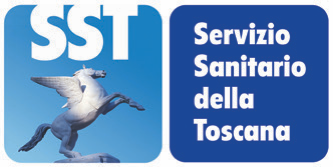 SST
Servizio
Sanitario
della
Toscana